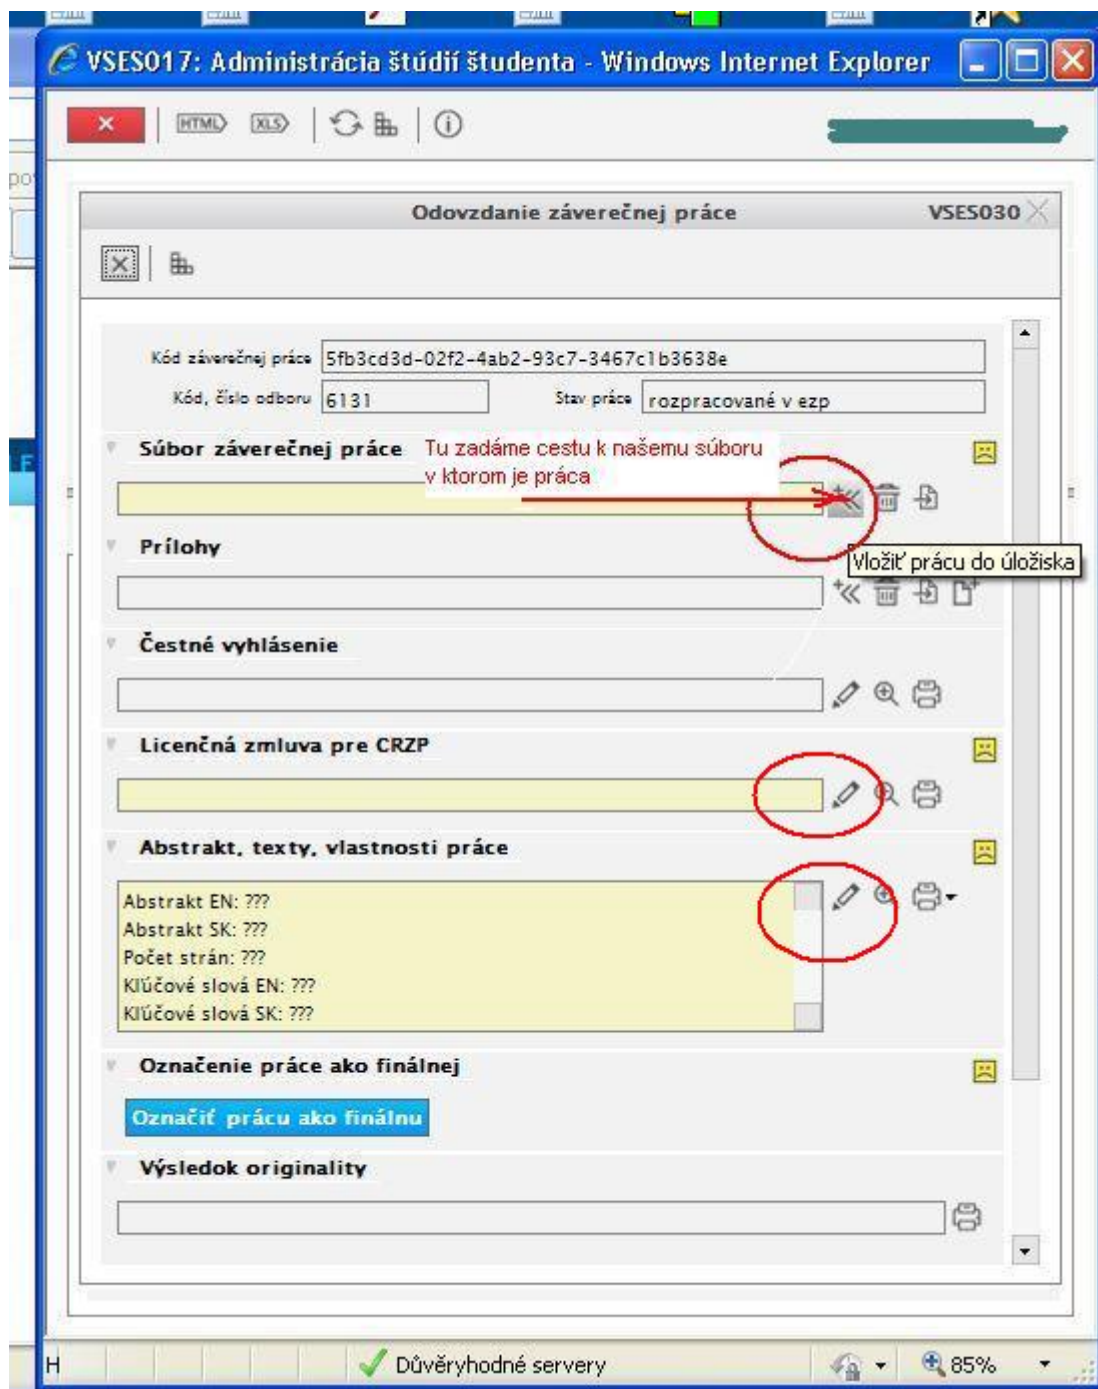 VSES017: Administrácia štúdií študenta - Windows Internet Explorer
HTML XLS
Odovzdanie záverečnej práce VSES030
Kód záverečnej práce 5fb3cd3d-02f2-4ab2-93c7-3467c1b3638e
Kód, číslo odboru 6131 Stav práce rozpracované v ezp
Súbor záverečnej práce
Tu zadáme cestu k našemu súboru
v ktorom je práca
Prílohy
Vložiť prácu do úložiska
Čestné vyhlásenie
Licenčná zmluva pre CRZP
Abstrakt, texty, vlastnosti práce
Abstrakt EN: ???
Abstrakt SK: ???
Počet strán: ???
Kľúčové slová EN: ???
Kľúčové slová SK: ???
Označenie práce ako finálnej
Označiť prácu ako finálnu
Výsledok originality
H Důvěryhodné servery 85%